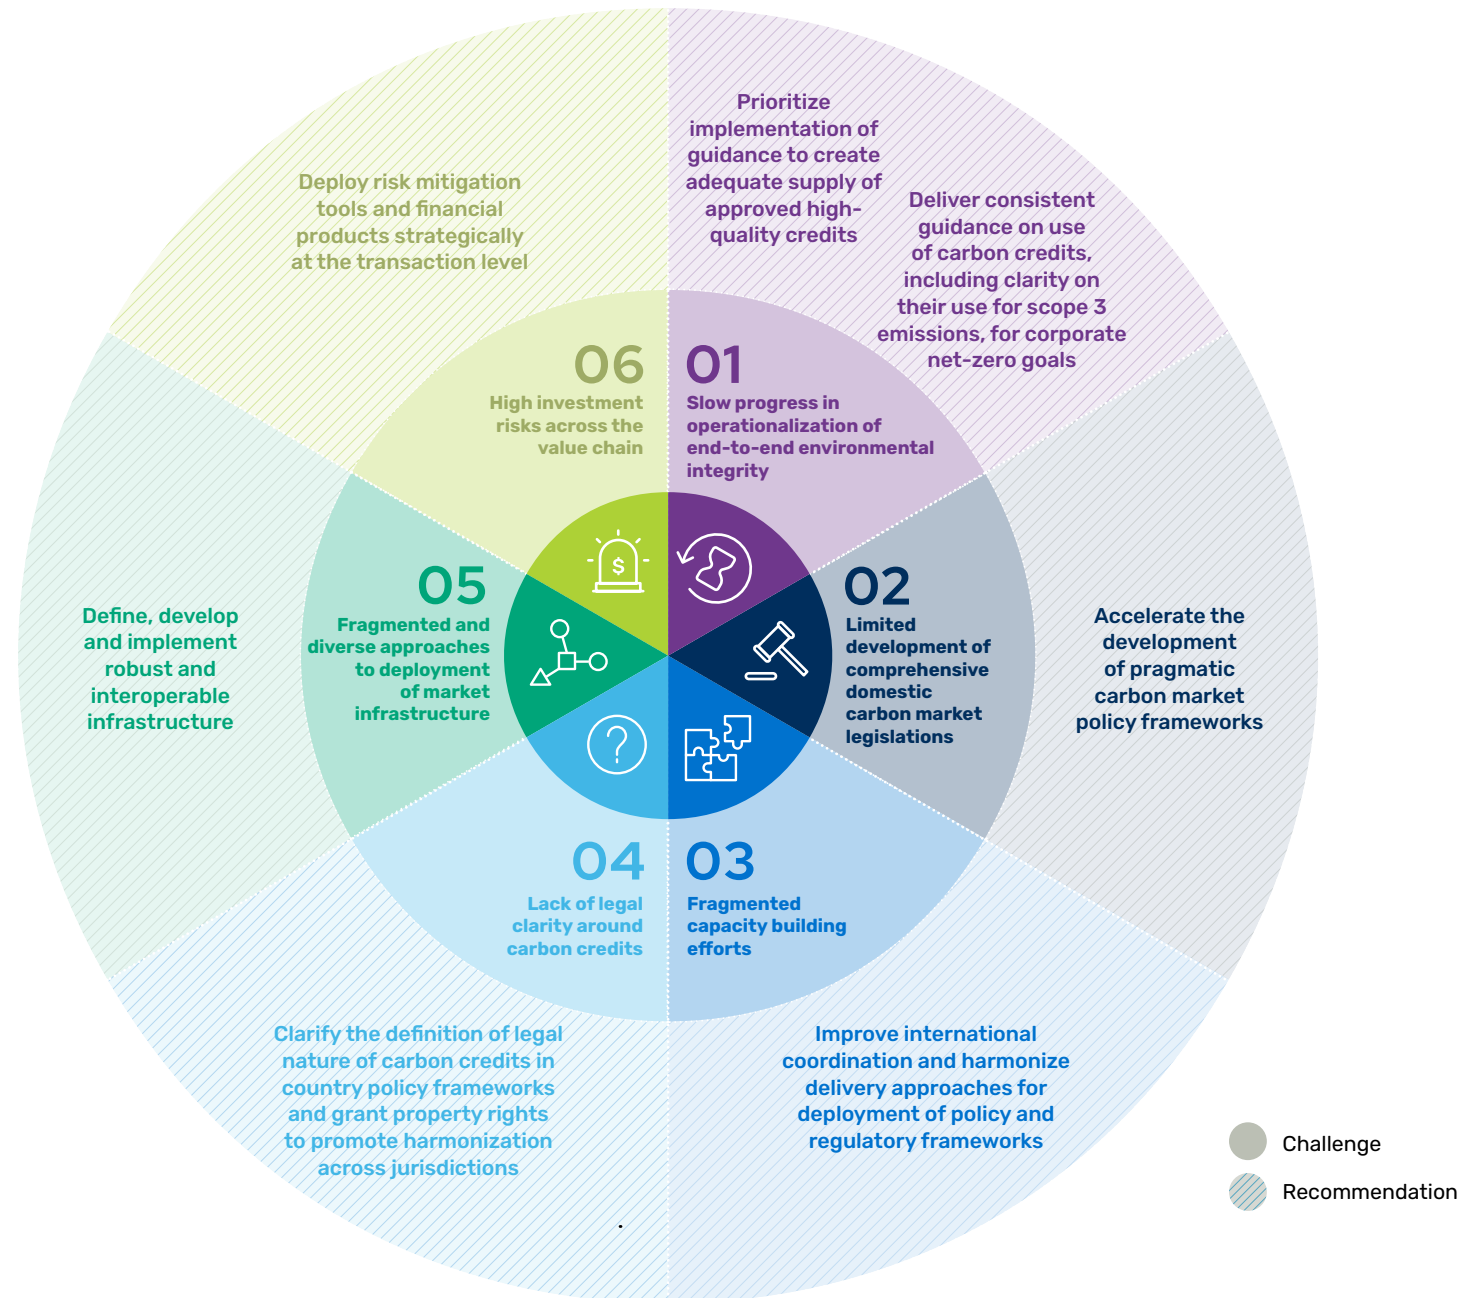 Prioritize
implementation of
guidance to create
adequate supply of
approved high-
quality credits
Deliver consistent
guidance on use
of carbon credits,
including clarity on
their use for scope 3
emissions, for corporate
net-zero goals
01
Slow progress in
operationalization of
end-to-end environmental
integrity
02
Limited
development of
comprehensive
domestic
carbon market
legislations
Accelerate the
development
of pragmatic
carbon market
policy frameworks
03
Fragmented
capacity building
efforts
Improve international
coordination and harmonize
delivery approaches for
deployment of policy and
regulatory frameworks
04
Lack of legal
clarity around
carbon credits
Clarify the definition of legal
nature of carbon credits in
country policy frameworks
and grant property rights
to promote harmonization
across jurisdictions
.
05
Fragmented and
diverse approaches
to deployment
of market
infrastructure
Define, develop
and implement
robust and
interoperable
infrastructure
06
High investment
risks across the
value chain
Deploy risk mitigation
tools and financial
products strategically
at the transaction level
$
?
Challenge
Recommendation